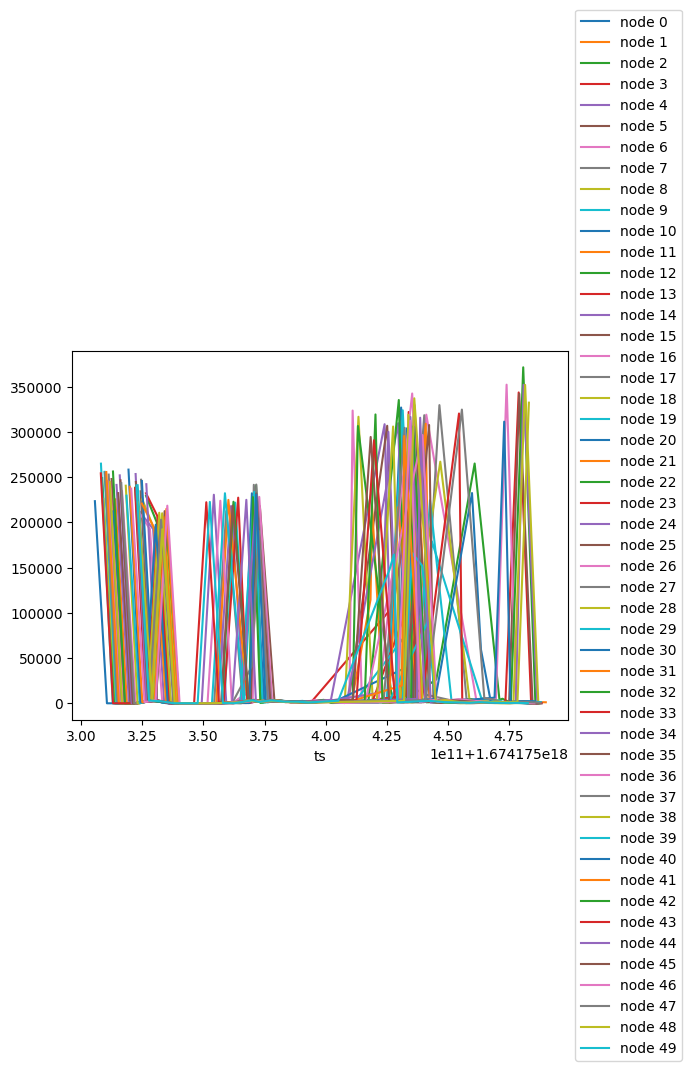 350000
300000
250000
200000
150000
100000
50000
0
3.00 3.25 3.50 3.75 4.00 4.25 4.50 4.75
1e11+1.674175e18
ts
node 0
node 1
node 2
node 3
node 4
node 5
node 6
node 7
node 8
node 9
node 10
node 11
node 12
node 13
node 14
node 15
node 16
node 17
node 18
node 19
node 20
node 21
node 22
node 23
node 24
node 25
node 26
node 27
node 28
node 29
node 30
node 31
node 32
node 33
node 34
node 35
node 36
node 37
node 38
node 39
node 40
node 41
node 42
node 43
node 44
node 45
node 46
node 47
node 48
node 49